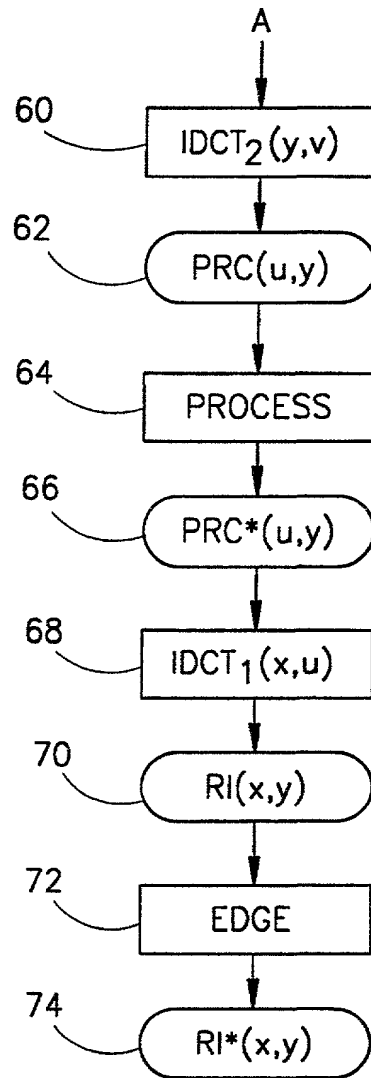 A
60
IDCT₂(y,v)
62
PRC(u,y)
64
PROCESS
66
PRC*(u,y)
68
IDCT₁(x,u)
70
RI(x,y)
72
EDGE
74
RI*(x,y)